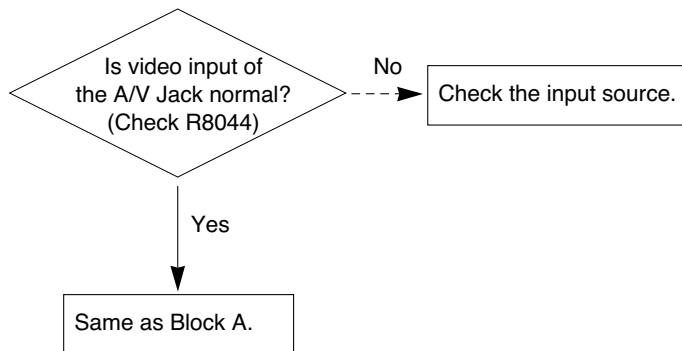 Is video input of
the A/V Jack normal?
(Check R8044)
No
Check the input source.
Yes
Same as Block A.